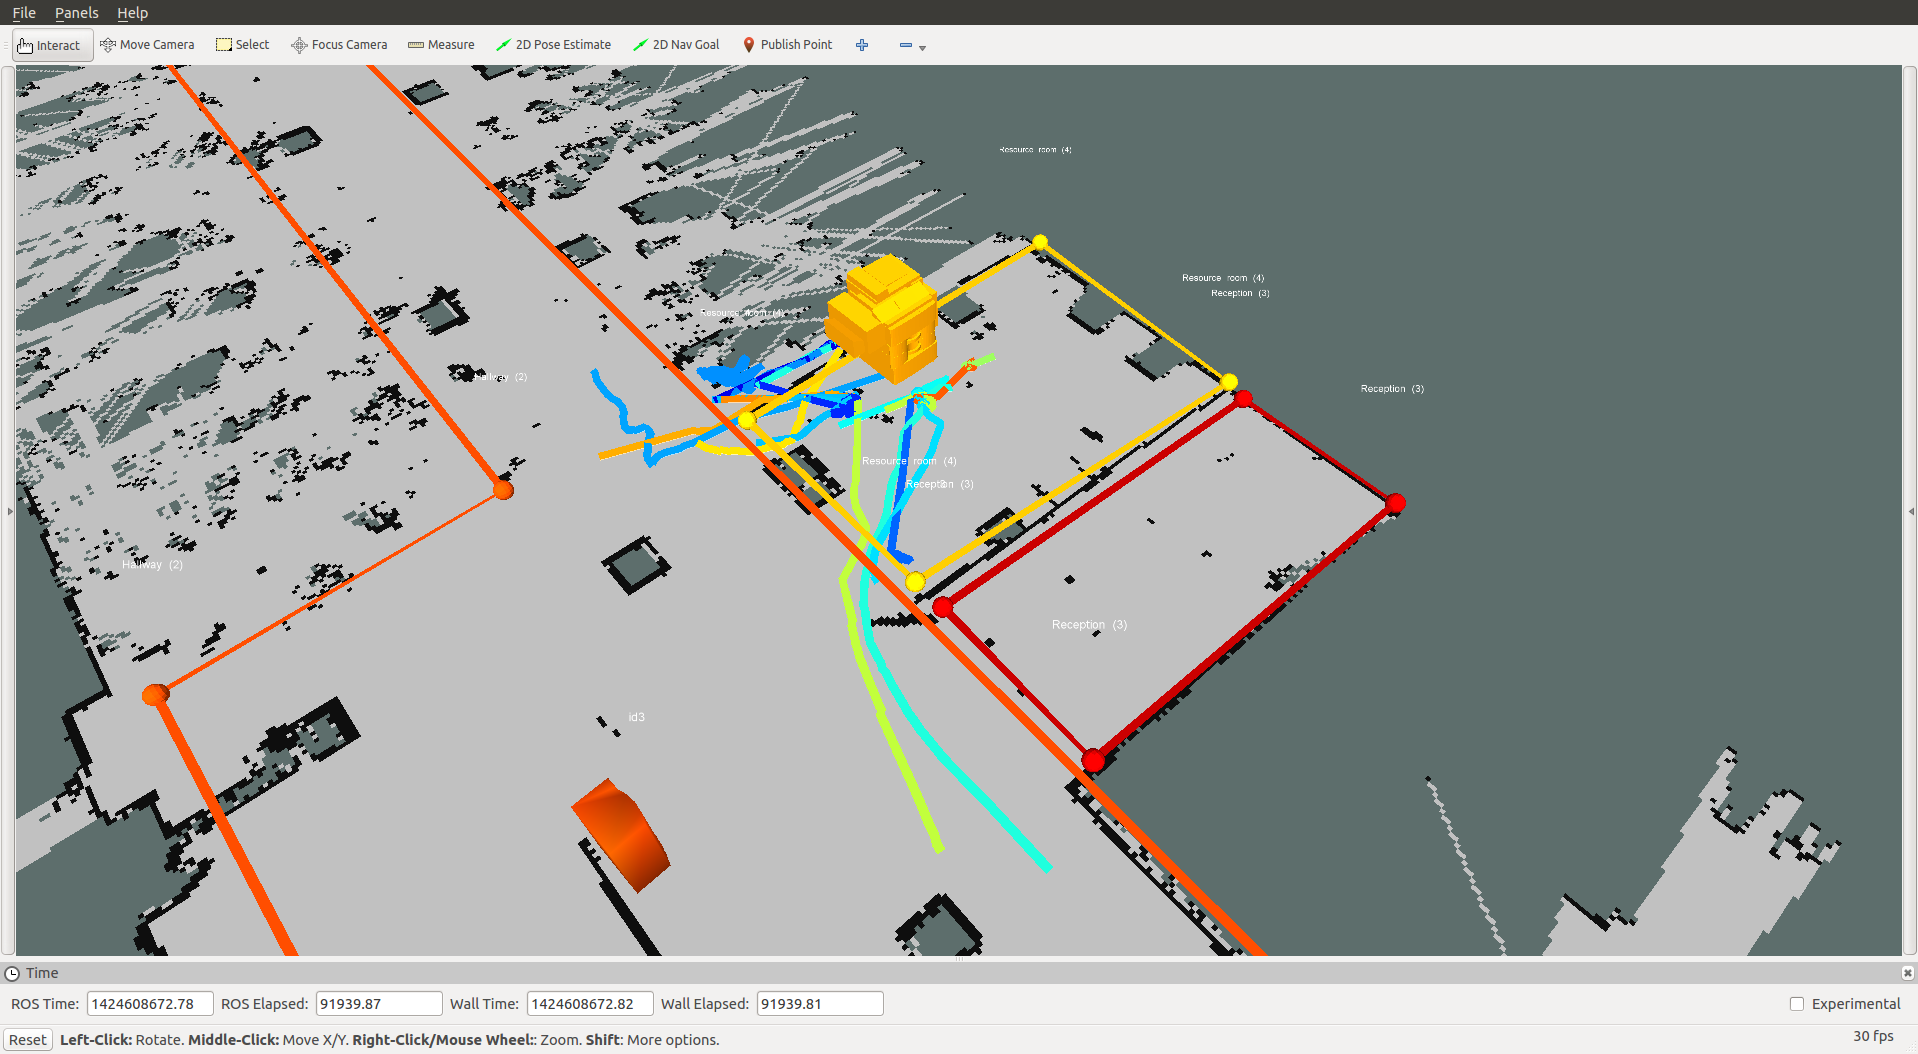 File Panels Help
Interact Move Camera Select Focus Camera Measure 2D Pose Estimate 2D Nav Goal Publish Point
Resource room (4)
Resource room (4)
Reception (3)
Resource room (4)
Hallway (2)
Reception (3)
Resource room (4)
Reception (3)
Hallway (2)
Reception (3)
id3
Time
ROS Time: 1424608672.78 ROS Elapsed: 91939.87 Wall Time: 1424608672.82 Wall Elapsed: 91939.81 Experimental
Reset Left-Click: Rotate. Middle-Click: Move X/Y. Right-Click/Mouse Wheel:: Zoom. Shift: More options. 30 fps